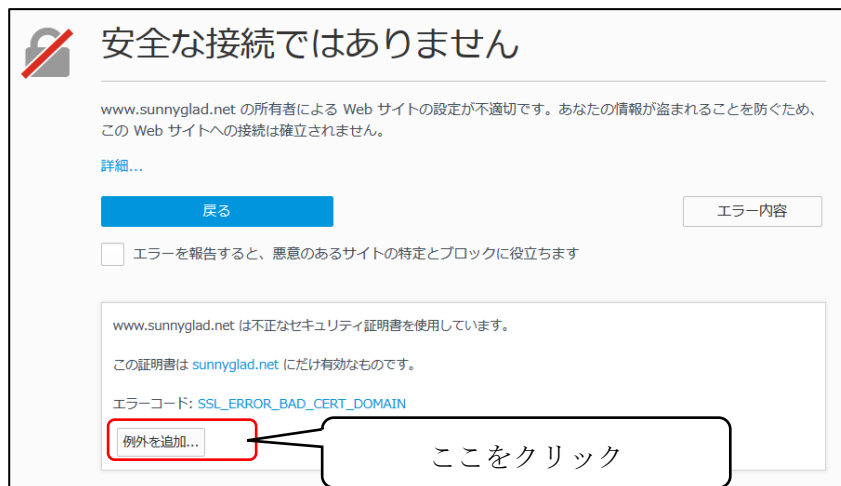 安全な接続ではありません
www.sunnyglad.net の所有者による Web サイトの設定が不適切です。あなたの情報が盗まれることを防ぐため、
この Web サイトへの接続は確立されません。
詳細...
戻る
エラー内容
エラーを報告すると、悪意のあるサイトの特定とブロックに役立ちます
www.sunnyglad.net は不正なセキュリティ証明書を使用しています。
この証明書は sunnyglad.net にだけ有効なものです。
エラーコード: SSL_ERROR_BAD_CERT_DOMAIN
例外を追加...
ここをクリック